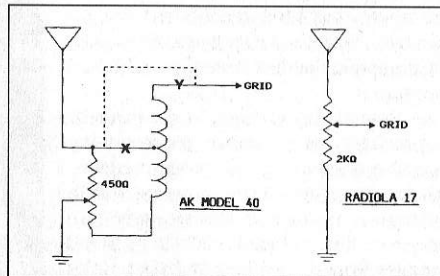 Y
GRID
X
GRID
450Ω
2KΩ
AK MODEL 40
RADIOLA 17